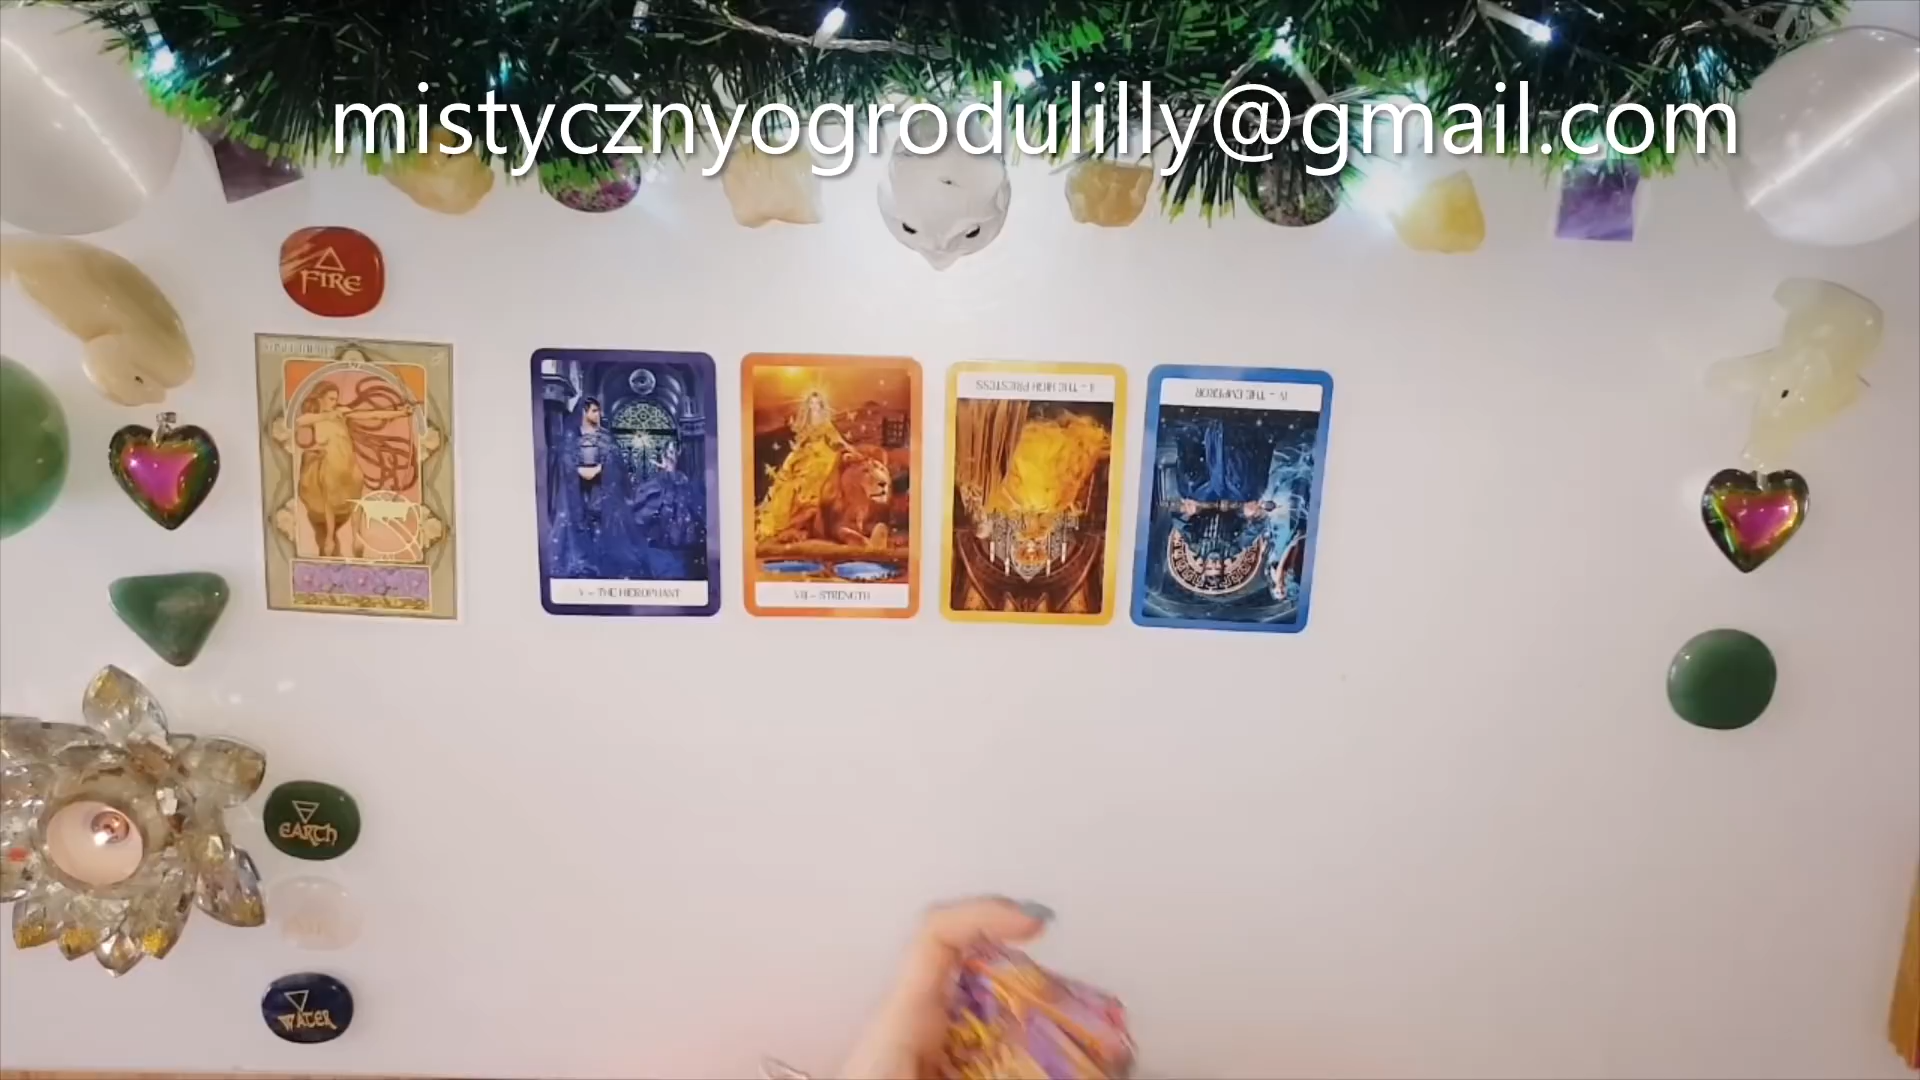 mistycznyogrodulilly@gmail.com
FIRE
II – THE HIGH PRIESTESS
IV – THE EMPEROR
V – THE HIEROPHANT
VIII – STRENGTH
EARTH
WATER